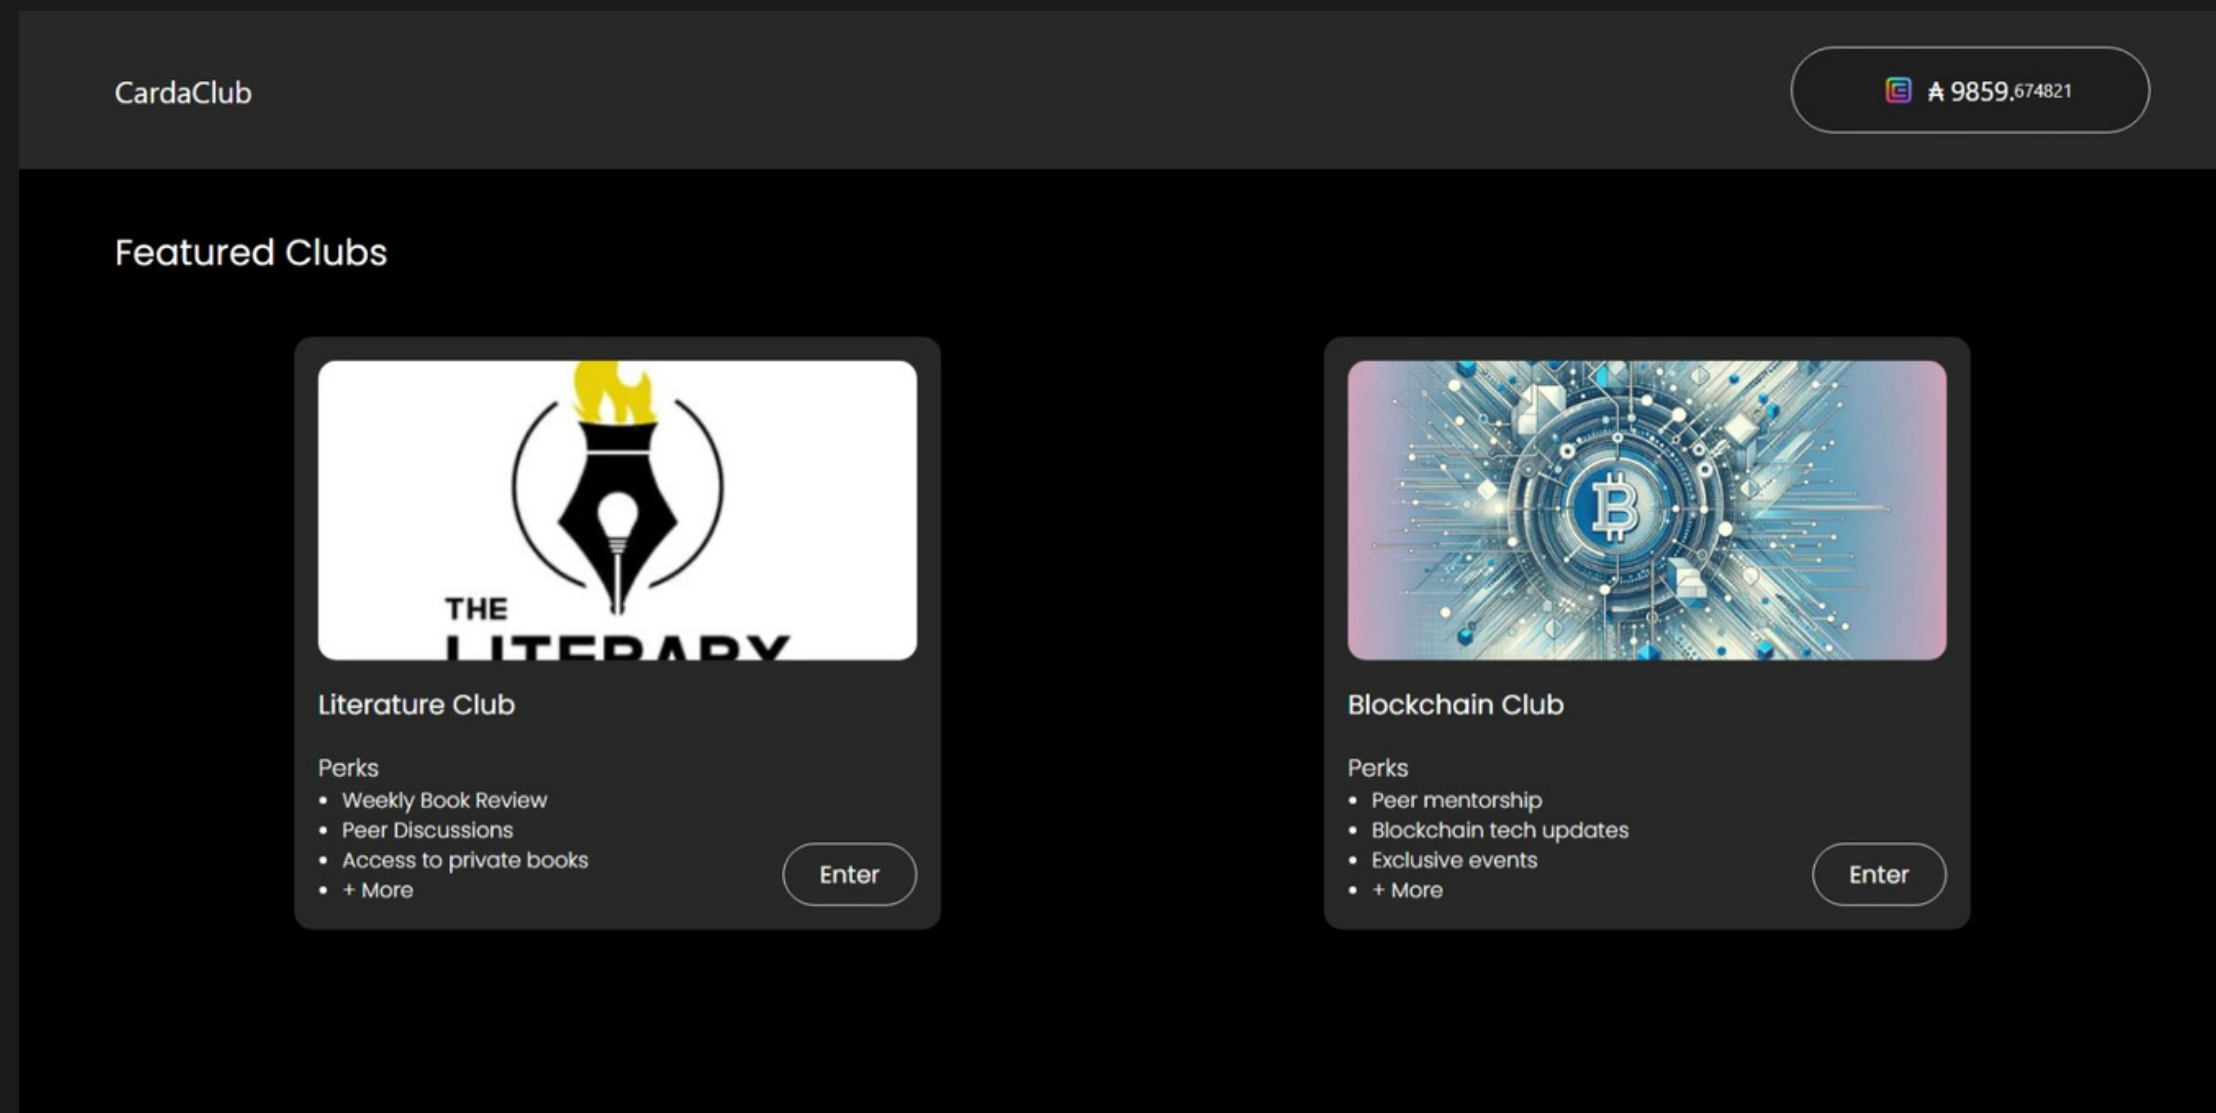 CardaClub
₳ 9859.674821
Featured Clubs
THE
LITERARY
Literature Club
Perks
• Weekly Book Review
• Peer Discussions
• Access to private books
• + More
Enter
Blockchain Club
Perks
• Peer mentorship
• Blockchain tech updates
• Exclusive events
• + More
Enter